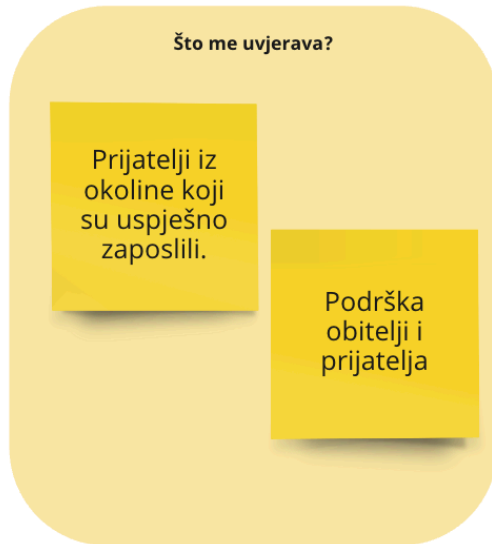 Što me uvjerava?
Prijatelji iz
okoline koji
su uspješno
zaposlili.
Podrška
obitelji i
prijatelja